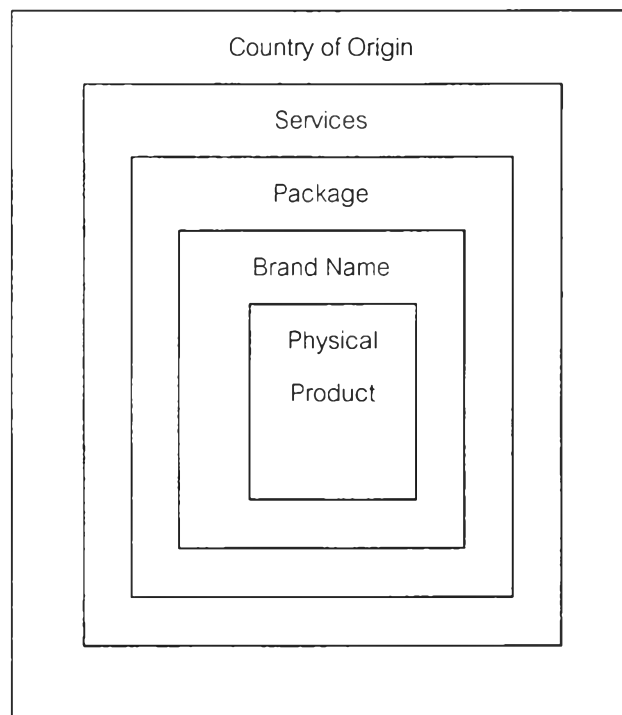 Country of Origin
Services
Package
Brand Name
Physical
Product